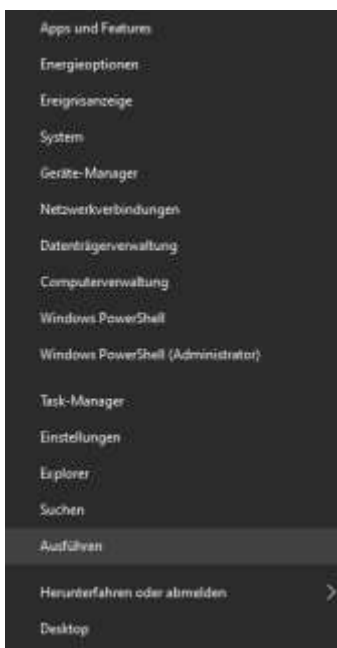 Apps und Features
Energieoptionen
Ereignisanzeige
System
Geräte-Manager
Netzwerkverbindungen
Datenträgerverwaltung
Computerverwaltung
Windows PowerShell
Windows PowerShell (Administrator)
Task-Manager
Einstellungen
Explorer
Suchen
Ausführen
Herunterfahren oder abmelden
Desktop